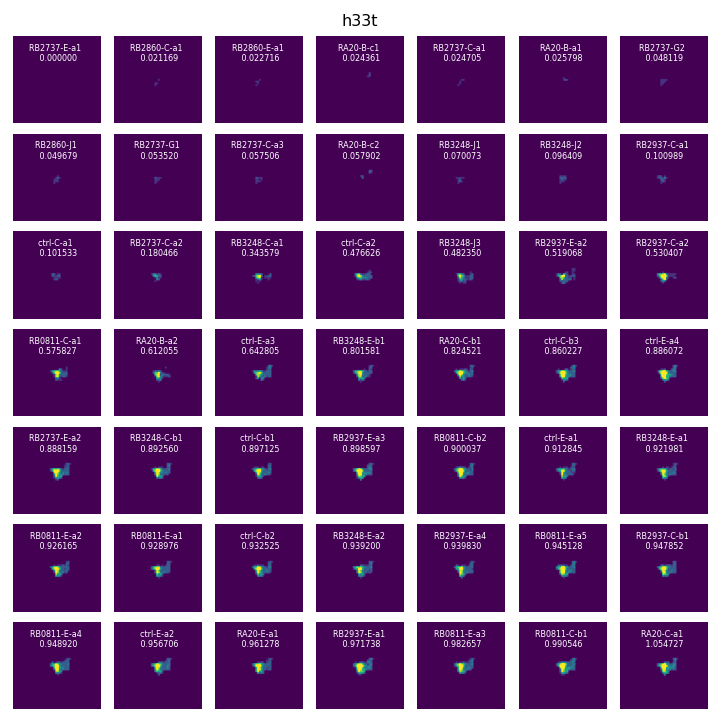 h33t
RB2737-E-a1
0.000000
RB2860-C-a1
0.021169
RB2860-E-a1
0.022716
RA20-B-c1
0.024361
RB2737-C-a1
0.024705
RA20-B-a1
0.025798
RB2737-G2
0.048119
RB2860-J1
0.049679
RB2737-G1
0.053520
RB2737-C-a3
0.057506
RA20-B-c2
0.057902
RB3248-J1
0.070073
RB3248-J2
0.096409
RB2937-C-a1
0.100989
ctrl-C-a1
0.101533
RB2737-C-a2
0.180466
RB3248-C-a1
0.343579
ctrl-C-a2
0.476626
RB3248-J3
0.482350
RB2937-E-a2
0.519068
RB2937-C-a2
0.530407
RB0811-C-a1
0.575827
RA20-B-a2
0.612055
ctrl-E-a3
0.642805
RB3248-E-b1
0.801581
RA20-C-b1
0.824521
ctrl-C-b3
0.860227
ctrl-E-a4
0.886072
RB2737-E-a2
0.888159
RB3248-C-b1
0.892560
ctrl-C-b1
0.897125
RB2937-E-a3
0.898597
RB0811-C-b2
0.900037
ctrl-E-a1
0.912845
RB3248-E-a1
0.921981
RB0811-E-a2
0.926165
RB0811-E-a1
0.928976
ctrl-C-b2
0.932525
RB3248-E-a2
0.939200
RB2937-E-a4
0.939830
RB0811-E-a5
0.945128
RB2937-C-b1
0.947852
RB0811-E-a4
0.948920
ctrl-E-a2
0.956706
RA20-E-a1
0.961278
RB2937-E-a1
0.971738
RB0811-E-a3
0.982657
RB0811-C-b1
0.990546
RA20-C-a1
1.054727